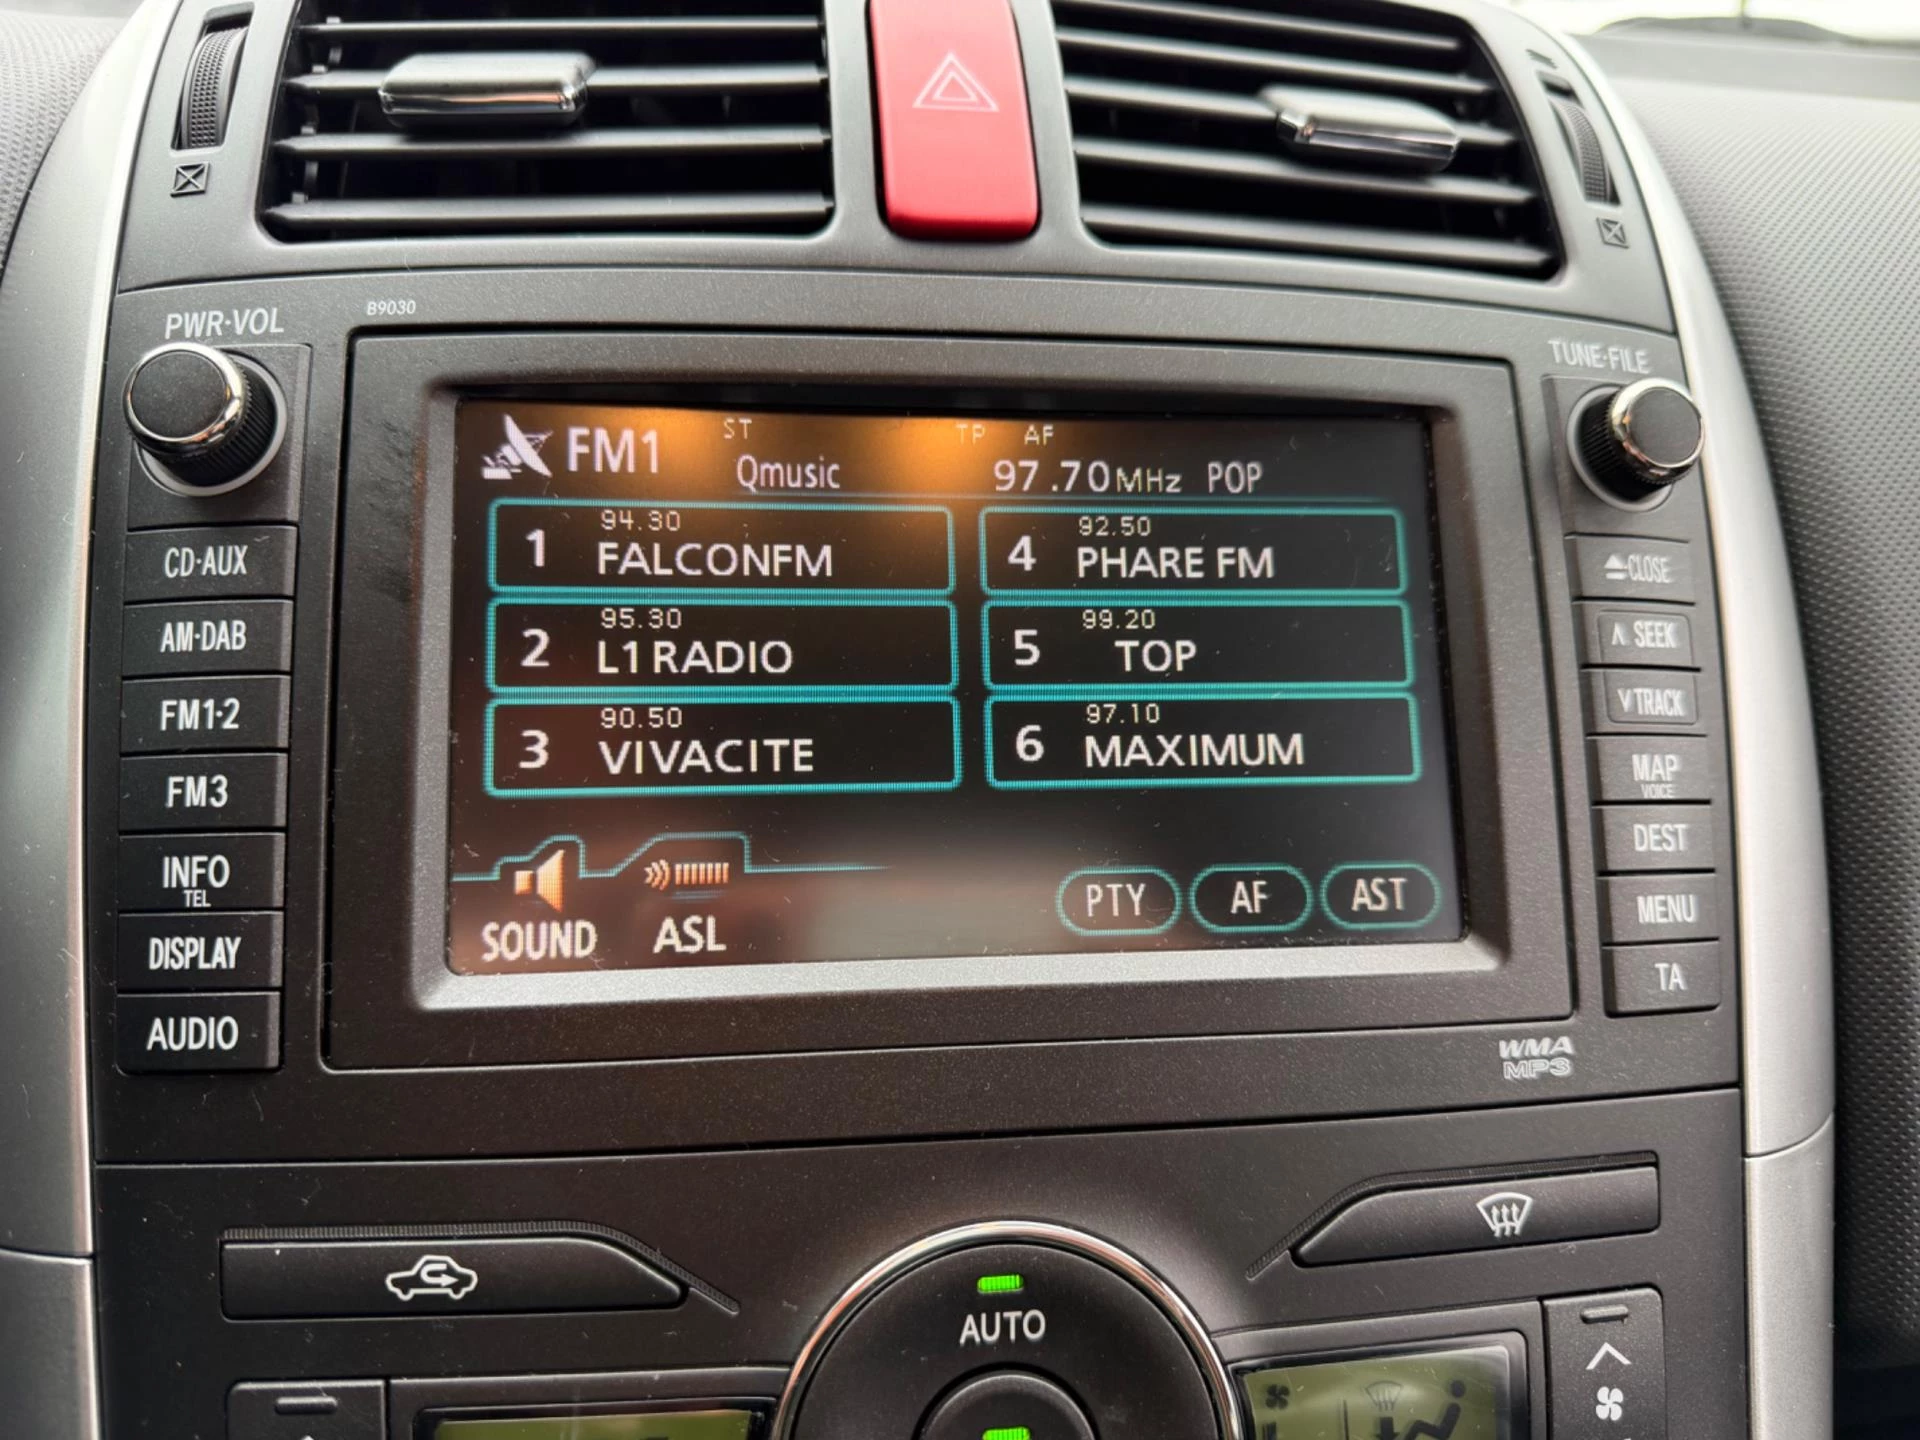 PWR·VOL
B9030
TUNE·FILE
FM1
ST
TP
AF
Qmusic
97.70MHz
POP
1
94.30
FALCONFM
4
92.50
PHARE FM
2
95.30
L1 RADIO
5
99.20
TOP
3
90.50
VIVACITE
6
97.10
MAXIMUM
SOUND
ASL
PTY
AF
AST
CD·AUX
AM·DAB
FM1·2
FM3
INFO
TEL
DISPLAY
AUDIO
CLOSE
SEEK
TRACK
MAP
VOICE
DEST
MENU
TA
WMA
MP3
AUTO